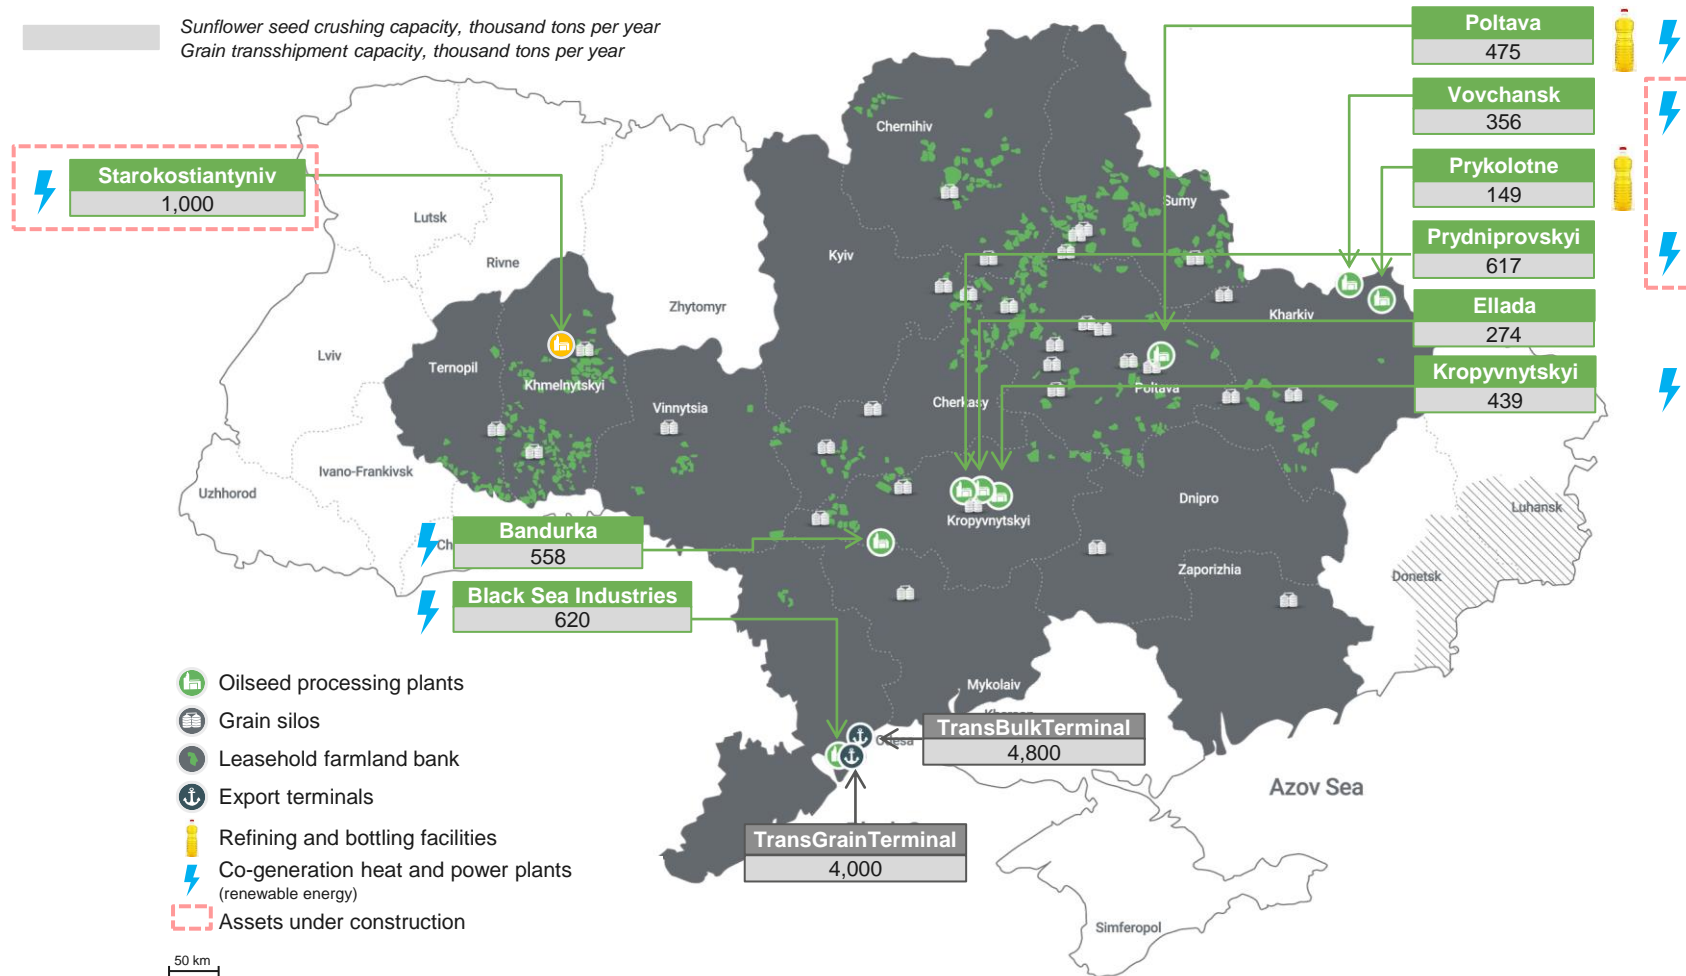 Sunflower seed crushing capacity, thousand tons per year
Grain transshipment capacity, thousand tons per year
Poltava
475
Vovchansk
356
Prykolotne
149
Prydniprovskyi
617
Ellada
274
Kropyvnytskyi
439
Starokostiantyniv
1,000
Chernihiv
Lutsk
Sumy
Rivne
Kyiv
Zhytomyr
Kharkiv
Lviv
Ternopil
Khmelnytskyi
Vinnytsia
Cherkasy
Poltava
Ivano-Frankivsk
Uzhhorod
Dnipro
Luhansk
Kropyvnytskyi
Bandurka
558
Ch
Zaporizhia
Donetsk
Black Sea Industries
620
Mykolaiv
TransBulkTerminal
4,800
Azov Sea
TransGrainTerminal
4,000
Simferopol
Oilseed processing plants
Grain silos
Leasehold farmland bank
Export terminals
Refining and bottling facilities
Co-generation heat and power plants
(renewable energy)
Assets under construction
50 km